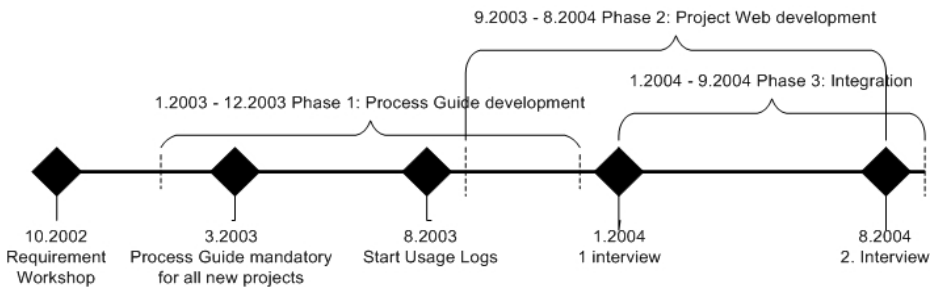 9.2003 - 8.2004 Phase 2: Project Web development
1.2004 - 9.2004 Phase 3: Integration
1.2003 - 12.2003 Phase 1: Process Guide development
10.2002
Requirement
Workshop
3.2003
Process Guide mandatory
for all new projects
8.2003
Start Usage Logs
1.2004
1 interview
8.2004
2. Interview